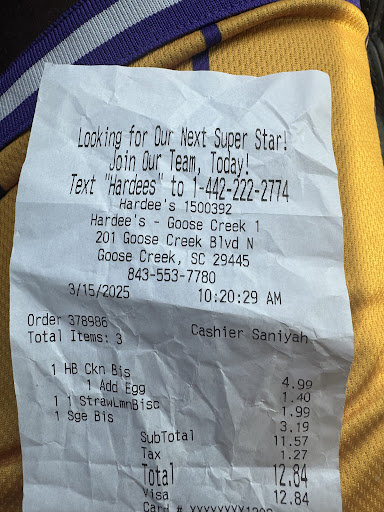 Looking for Our Next Super Star!
Join Our Team, Today!
Text "Hardees" to 1-442-222-2774
Hardee's 1500392
Hardee's - Goose Creek 1
201 Goose Creek Blvd N
Goose Creek, SC 29445
843-553-7780
3/15/2025 10:20:29 AM
Order 378986 Cashier Saniyah
Total Items: 3
1 HB Ckn Bis 4.99
1 Add Egg 1.40
1 1 StrawLmnBisc 1.99
1 Sge Bis 3.19
SubTotal 11.57
Tax 1.27
Total 12.84
Visa 12.84
Card #